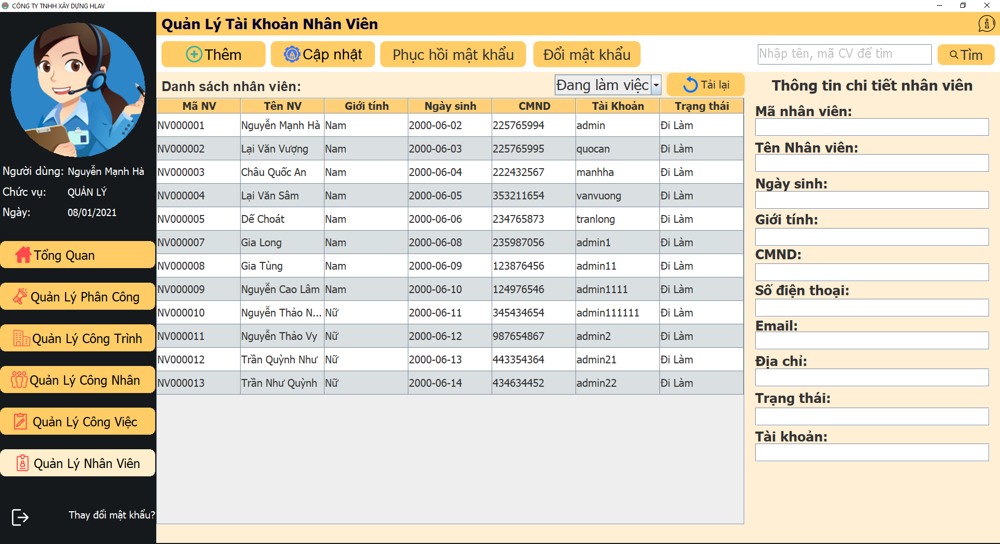 CÔNG TY TNHH XÂY DỰNG HLAV
Quản Lý Tài Khoản Nhân Viên
Thêm
Cập nhật
Phục hồi mật khẩu
Đổi mật khẩu
Nhập tên, mã CV để tìm
Tìm
Người dùng: Nguyễn Mạnh Hà
Chức vụ: QUẢN LÝ
Ngày: 08/01/2021
Tổng Quan
Quản Lý Phân Công
Quản Lý Công Trình
Quản Lý Công Nhân
Quản Lý Công Việc
Quản Lý Nhân Viên
Thay đổi mật khẩu?
Danh sách nhân viên:
Đang làm việc
Tải lại
Mã NV Tên NV Giới tính Ngày sinh CMND Tài Khoản Trạng thái
NV000001 Nguyễn Mạnh Hà Nam 2000-06-02 225765994 admin Đi Làm
NV000002 Lại Văn Vượng Nam 2000-06-03 225765995 quocan Đi Làm
NV000003 Châu Quốc An Nam 2000-06-04 222432567 manhha Đi Làm
NV000004 Lại Văn Sâm Nam 2000-06-05 353211654 vanvuong Đi Làm
NV000005 Dế Choát Nam 2000-06-06 234765873 tranlong Đi Làm
NV000007 Gia Long Nam 2000-06-08 235987056 admin1 Đi Làm
NV000008 Gia Tùng Nam 2000-06-09 123876456 admin11 Đi Làm
NV000009 Nguyễn Cao Lâm Nam 2000-06-10 124976546 admin1111 Đi Làm
NV000010 Nguyễn Thảo N... Nữ 2000-06-11 345434654 admin111111 Đi Làm
NV000011 Nguyễn Thảo Vy Nữ 2000-06-12 987654867 admin2 Đi Làm
NV000012 Trần Quỳnh Như Nữ 2000-06-13 443354364 admin21 Đi Làm
NV000013 Trần Như Quỳnh Nữ 2000-06-14 434634452 admin22 Đi Làm
Thông tin chi tiết nhân viên
Mã nhân viên:
Tên Nhân viên:
Ngày sinh:
Giới tính:
CMND:
Số điện thoại:
Email:
Địa chỉ:
Trạng thái:
Tài khoản: